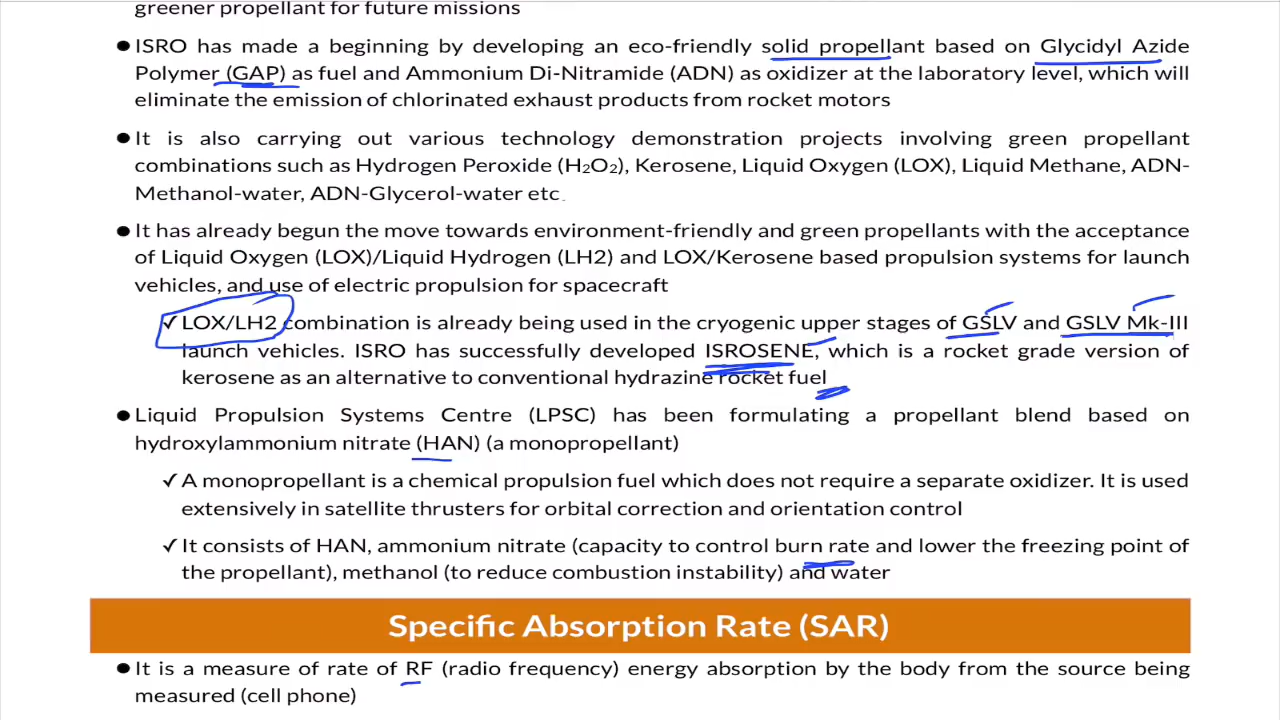 greener propellant for future missions
● ISRO has made a beginning by developing an eco-friendly solid propellant based on Glycidyl Azide
Polymer (GAP) as fuel and Ammonium Di-Nitramide (ADN) as oxidizer at the laboratory level, which will
eliminate the emission of chlorinated exhaust products from rocket motors
● It is also carrying out various technology demonstration projects involving green propellant
combinations such as Hydrogen Peroxide (H₂O₂), Kerosene, Liquid Oxygen (LOX), Liquid Methane, ADN-
Methanol-water, ADN-Glycerol-water etc.
● It has already begun the move towards environment-friendly and green propellants with the acceptance
of Liquid Oxygen (LOX)/Liquid Hydrogen (LH2) and LOX/Kerosene based propulsion systems for launch
vehicles, and use of electric propulsion for spacecraft
✓ LOX/LH2 combination is already being used in the cryogenic upper stages of GSLV and GSLV Mk-III
launch vehicles. ISRO has successfully developed ISROSENE, which is a rocket grade version of
kerosene as an alternative to conventional hydrazine rocket fuel
● Liquid Propulsion Systems Centre (LPSC) has been formulating a propellant blend based on
hydroxylammonium nitrate (HAN) (a monopropellant)
✓ A monopropellant is a chemical propulsion fuel which does not require a separate oxidizer. It is used
extensively in satellite thrusters for orbital correction and orientation control
✓ It consists of HAN, ammonium nitrate (capacity to control burn rate and lower the freezing point of
the propellant), methanol (to reduce combustion instability) and water
Specific Absorption Rate (SAR)
● It is a measure of rate of RF (radio frequency) energy absorption by the body from the source being
measured (cell phone)